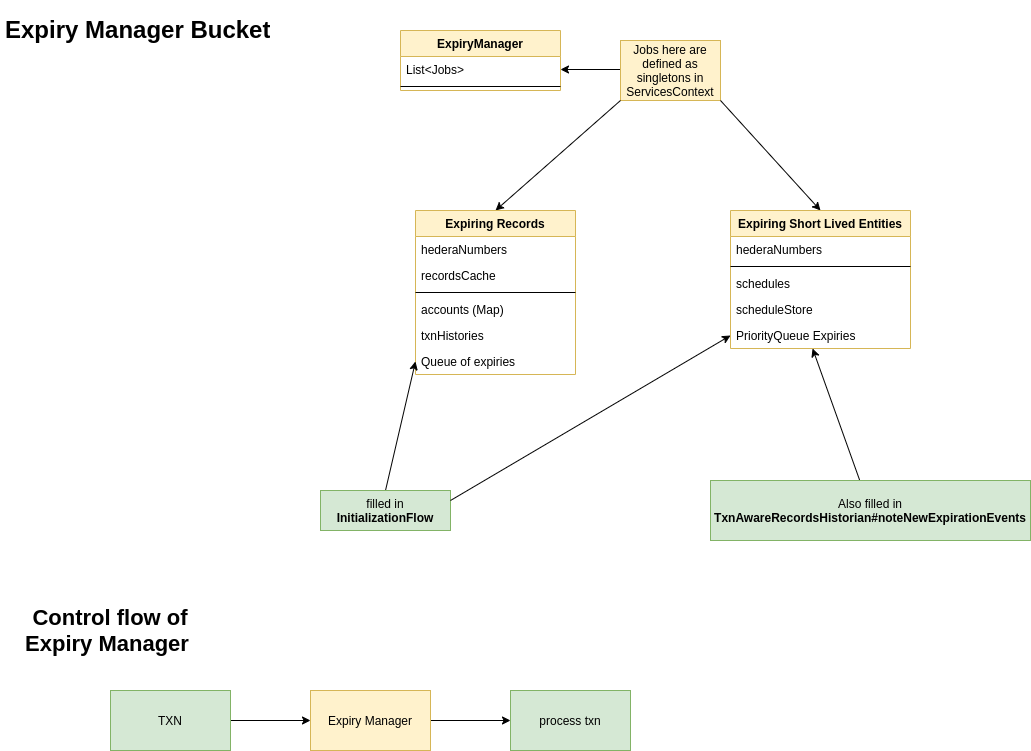 Expiry Manager Bucket
ExpiryManager
List<Jobs>
Jobs here are
defined as
singletons in
ServicesContext
Expiring Records
hederaNumbers
recordsCache
accounts (Map)
txnHistories
Queue of expiries
Expiring Short Lived Entities
hederaNumbers
schedules
scheduleStore
PriorityQueue Expiries
filled in
InitializationFlow
Also filled in
TxnAwareRecordsHistorian#noteNewExpirationEvents
Control flow of
Expiry Manager
TXN
Expiry Manager
process txn